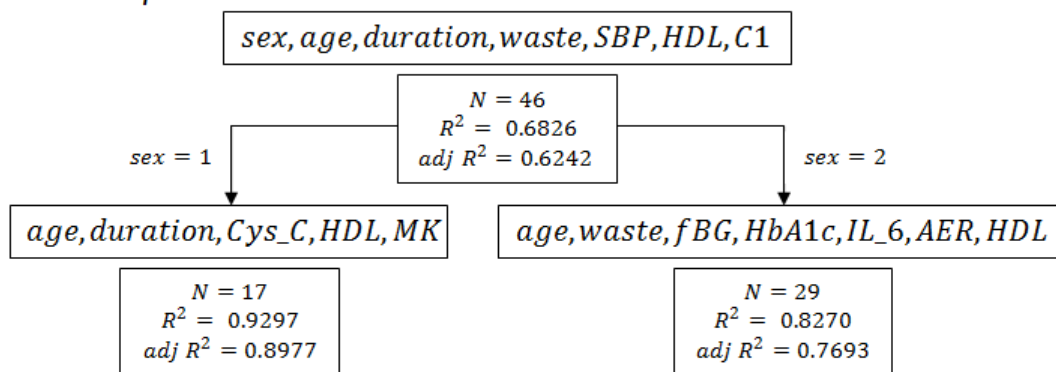 sex, age, duration, waste, SBP, HDL, C1
N = 46
R² = 0.6826
adj R² = 0.6242
sex = 1
sex = 2
age, duration, Cys_C, HDL, MK
age, waste, fBG, HbA1c, IL_6, AER, HDL
N = 17
R² = 0.9297
adj R² = 0.8977
N = 29
R² = 0.8270
adj R² = 0.7693